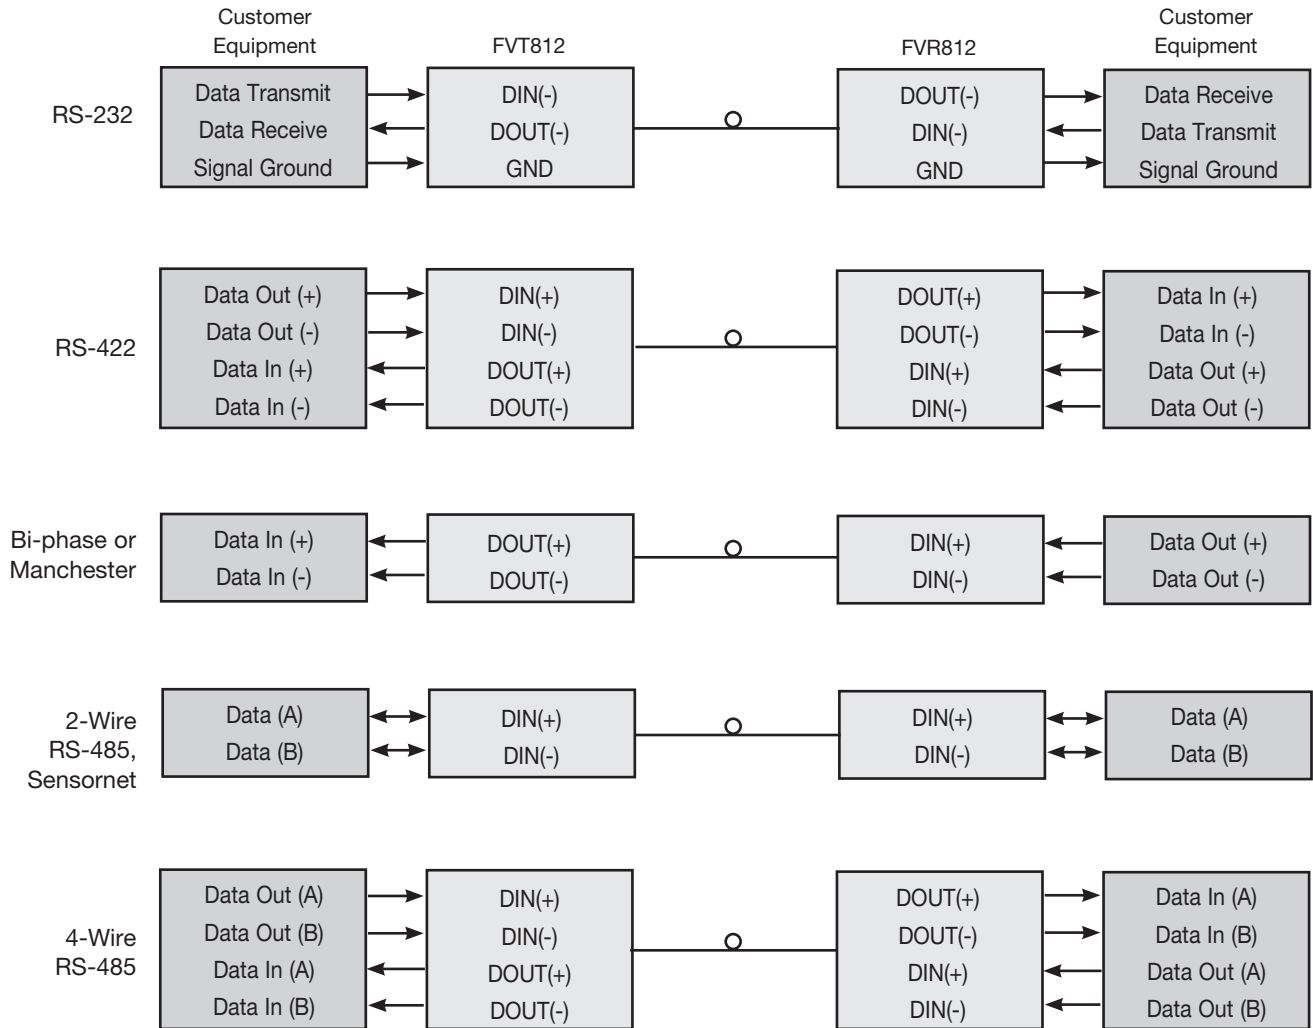 Customer
Equipment
FVT812
FVR812
Customer
Equipment
RS-232
Data Transmit
Data Receive
Signal Ground
DIN(-)
DOUT(-)
GND
DOUT(-)
DIN(-)
GND
Data Receive
Data Transmit
Signal Ground
RS-422
Data Out (+)
Data Out (-)
Data In (+)
Data In (-)
DIN(+)
DIN(-)
DOUT(+)
DOUT(-)
DOUT(+)
DOUT(-)
DIN(+)
DIN(-)
Data In (+)
Data In (-)
Data Out (+)
Data Out (-)
Bi-phase or
Manchester
Data In (+)
Data In (-)
DOUT(+)
DOUT(-)
DIN(+)
DIN(-)
Data Out (+)
Data Out (-)
2-Wire
RS-485,
Sensornet
Data (A)
Data (B)
DIN(+)
DIN(-)
DIN(+)
DIN(-)
Data (A)
Data (B)
4-Wire
RS-485
Data Out (A)
Data Out (B)
Data In (A)
Data In (B)
DIN(+)
DIN(-)
DOUT(+)
DOUT(-)
DOUT(+)
DOUT(-)
DIN(+)
DIN(-)
Data In (A)
Data In (B)
Data Out (A)
Data Out (B)